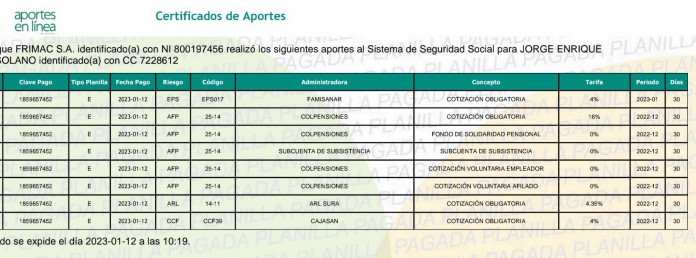 aportes
en línea
Certificados de Aportes
que FRIMAC S.A. identificado(a) con NI 800197456 realizó los siguientes aportes al Sistema de Seguridad Social para JORGE ENRIQUE
SOLANO identificado(a) con CC 7228612
Clave Pago Tipo Planilla Fecha Pago Riesgo Código Administradora Concepto Tarifa Periodo Días
1859657452 E 2023-01-12 EPS EPS017 FAMISANAR COTIZACIÓN OBLIGATORIA 4% 2023-01 30
1859657452 E 2023-01-12 AFP 25-14 COLPENSIONES COTIZACIÓN OBLIGATORIA 16% 2022-12 30
1859657452 E 2023-01-12 AFP 25-14 COLPENSIONES FONDO DE SOLIDARIDAD PENSIONAL 0% 2022-12 30
1859657452 E 2023-01-12 AFP 25-14 SUBCUENTA DE SUBSISTENCIA SUBCUENTA DE SUBSISTENCIA 0% 2022-12 30
1859657452 E 2023-01-12 AFP 25-14 COLPENSIONES COTIZACIÓN VOLUNTARIA EMPLEADOR 0% 2022-12 30
1859657452 E 2023-01-12 AFP 25-14 COLPENSIONES COTIZACIÓN VOLUNTARIA AFILADO 0% 2022-12 30
1859657452 E 2023-01-12 ARL 14-11 ARL SURA COTIZACIÓN OBLIGATORIA 4.35% 2022-12 30
1859657452 E 2023-01-12 CCF CCF39 CAJASAN COTIZACIÓN OBLIGATORIA 4% 2022-12 30
do se expide el día 2023-01-12 a las 10:19.
PLANILLA PAGADA